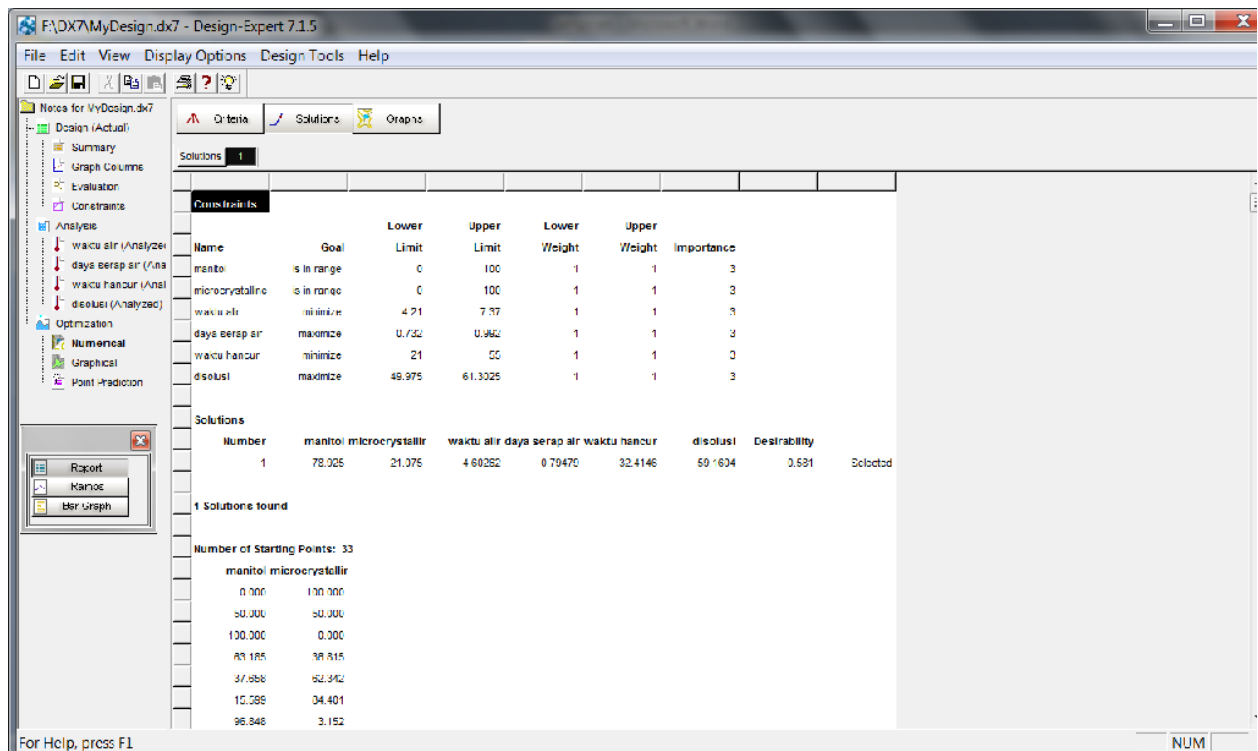 F:\DX7\MyDesign.dx7 - Design-Expert 7.1.5
File Edit View Display Options Design Tools Help
Notes for MyDesign.dx7
Design (Actual)
Summary
Graph Columns
Evaluation
Constraints
Analysis
waktu alir (Analyzed
daya serap air (Ana
waktu hancur (Anal
disolusi (Analyzed)
Optimization
Numerical
Graphical
Point Prediction
Report
Ramps
Bar Graph
Criteria Solutions Graphs
Solutions 1
Constraints
Lower Upper Lower Upper
Name Goal Limit Limit Weight Weight Importance
manitol is in range 0 100 1 1 3
microcrystalline is in range 0 100 1 1 3
waktu alir minimize 4.21 7.37 1 1 3
daya serap air maximize 0.732 0.992 1 1 3
waktu hancur minimize 21 55 1 1 3
disolusi maximize 49.975 61.3025 1 1 3
Solutions
Number manitol microcrystallir waktu alir daya serap air waktu hancur disolusi Desirability
1 78.925 21.075 4.60262 0.79479 32.4146 59.1604 0.581 Selected
1 Solutions found
Number of Starting Points: 33
manitol microcrystallir
0.000 100.000
50.000 50.000
100.000 0.000
63.185 36.815
37.658 62.342
15.599 84.401
96.848 3.152
For Help, press F1
NUM